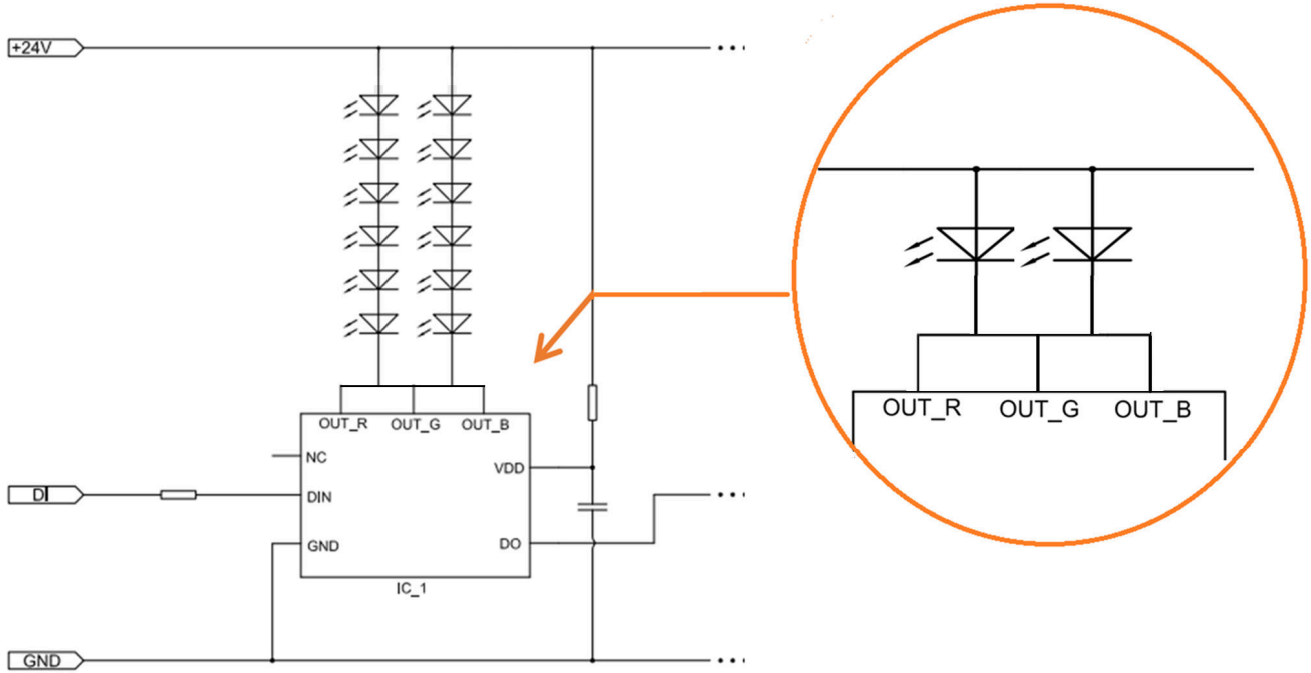 +24V
OUT_R OUT_G OUT_B
NC
VDD
DI
DIN
GND
DO
IC_1
GND
OUT_R OUT_G OUT_B